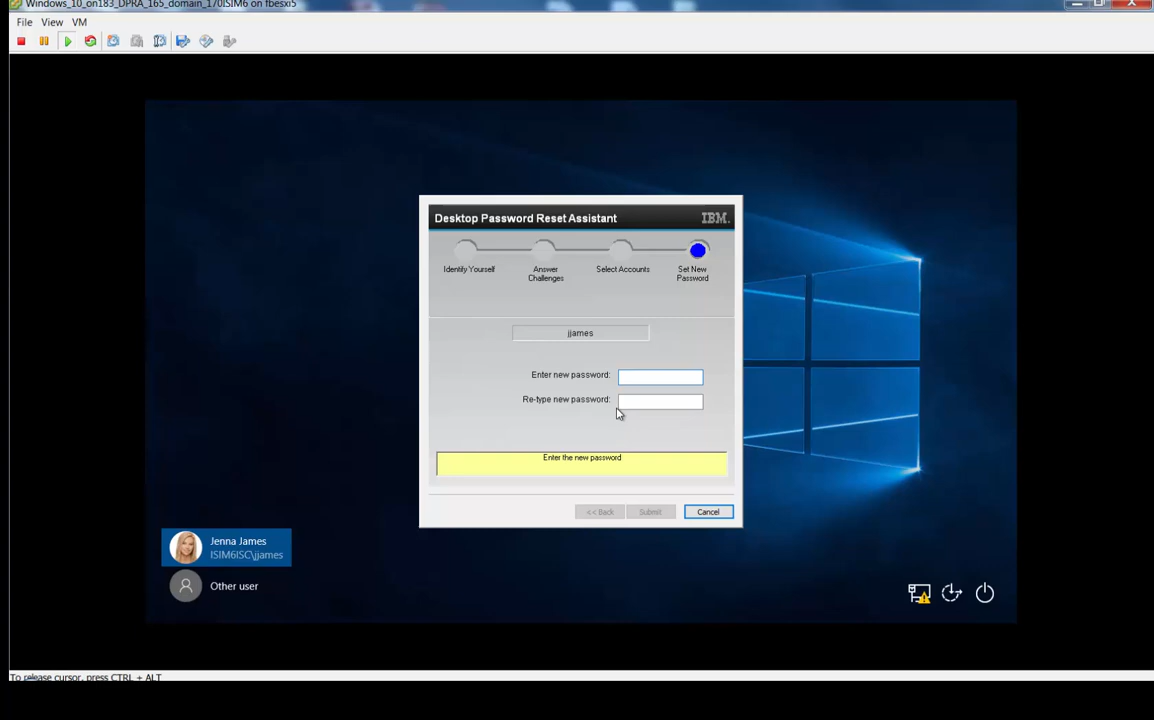 Windows_10_on183_DPRA_165_domain_170ISIM6 on fbesxi5
File View VM
Desktop Password Reset Assistant IBM.
Identify Yourself
Answer Challenges
Select Accounts
Set New Password
jjames
Enter new password:
Re-type new password:
Enter the new password
<< Back Submit Cancel
Jenna James
ISIM6ISC\jjames
Other user
To release cursor, press CTRL + ALT